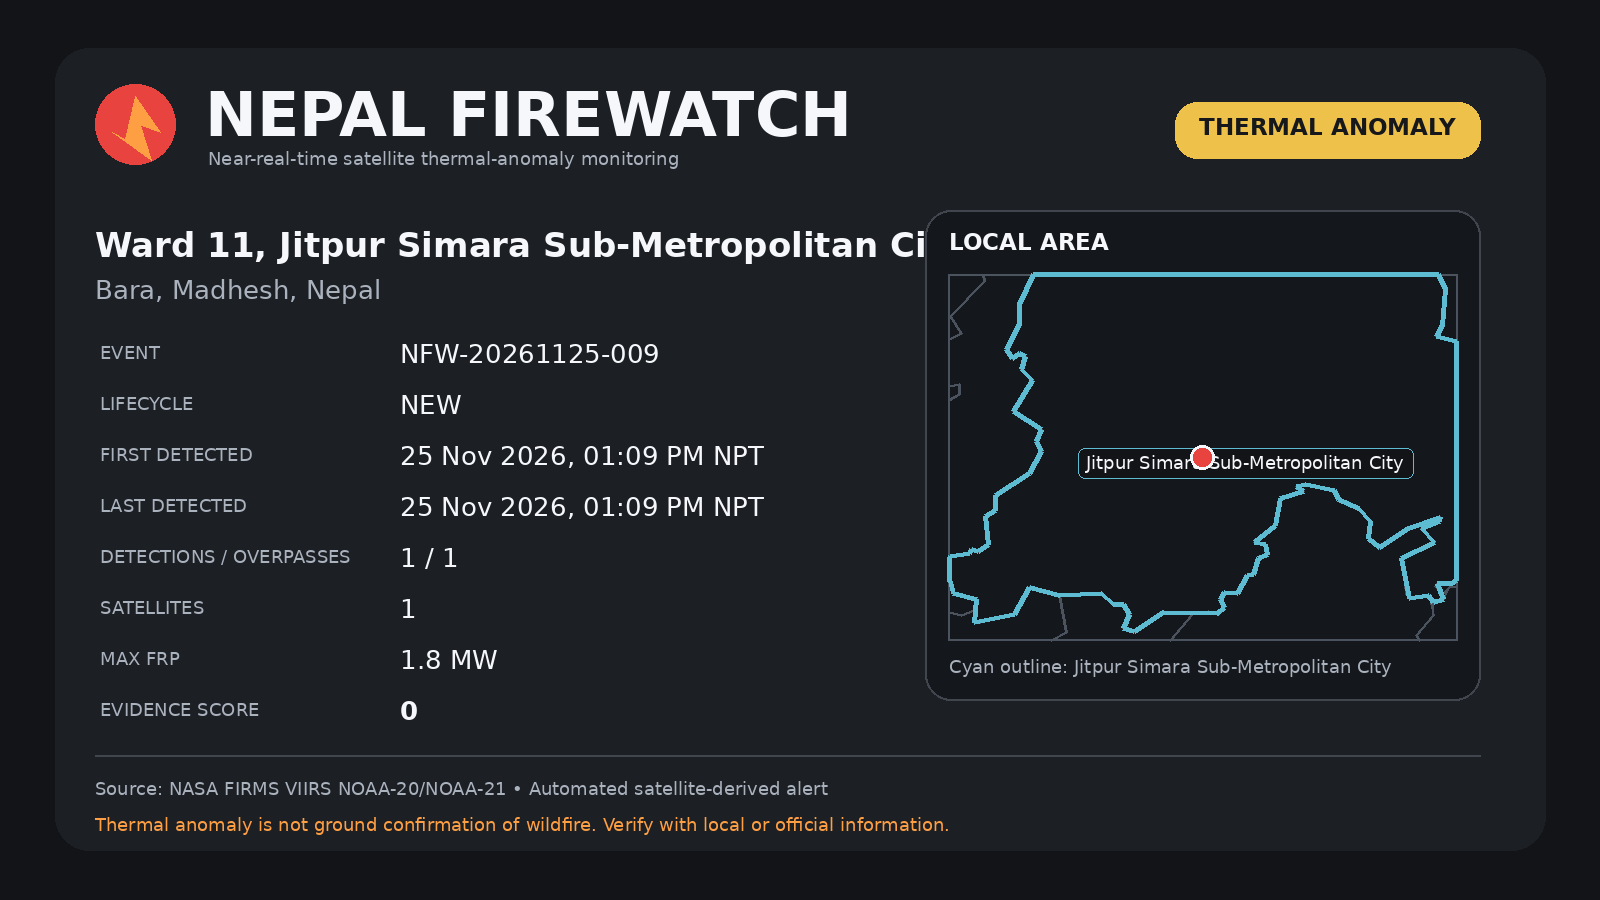 NEPAL FIREWATCH
Near-real-time satellite thermal-anomaly monitoring
THERMAL ANOMALY
Ward 11, Jitpur Simara Sub-Metropolitan Ci
Bara, Madhesh, Nepal
EVENT NFW-20261125-009
LIFECYCLE NEW
FIRST DETECTED 25 Nov 2026, 01:09 PM NPT
LAST DETECTED 25 Nov 2026, 01:09 PM NPT
DETECTIONS / OVERPASSES 1 / 1
SATELLITES 1
MAX FRP 1.8 MW
EVIDENCE SCORE 0
LOCAL AREA
Jitpur Simara Sub-Metropolitan City
Cyan outline: Jitpur Simara Sub-Metropolitan City
Source: NASA FIRMS VIIRS NOAA-20/NOAA-21 • Automated satellite-derived alert
Thermal anomaly is not ground confirmation of wildfire. Verify with local or official information.